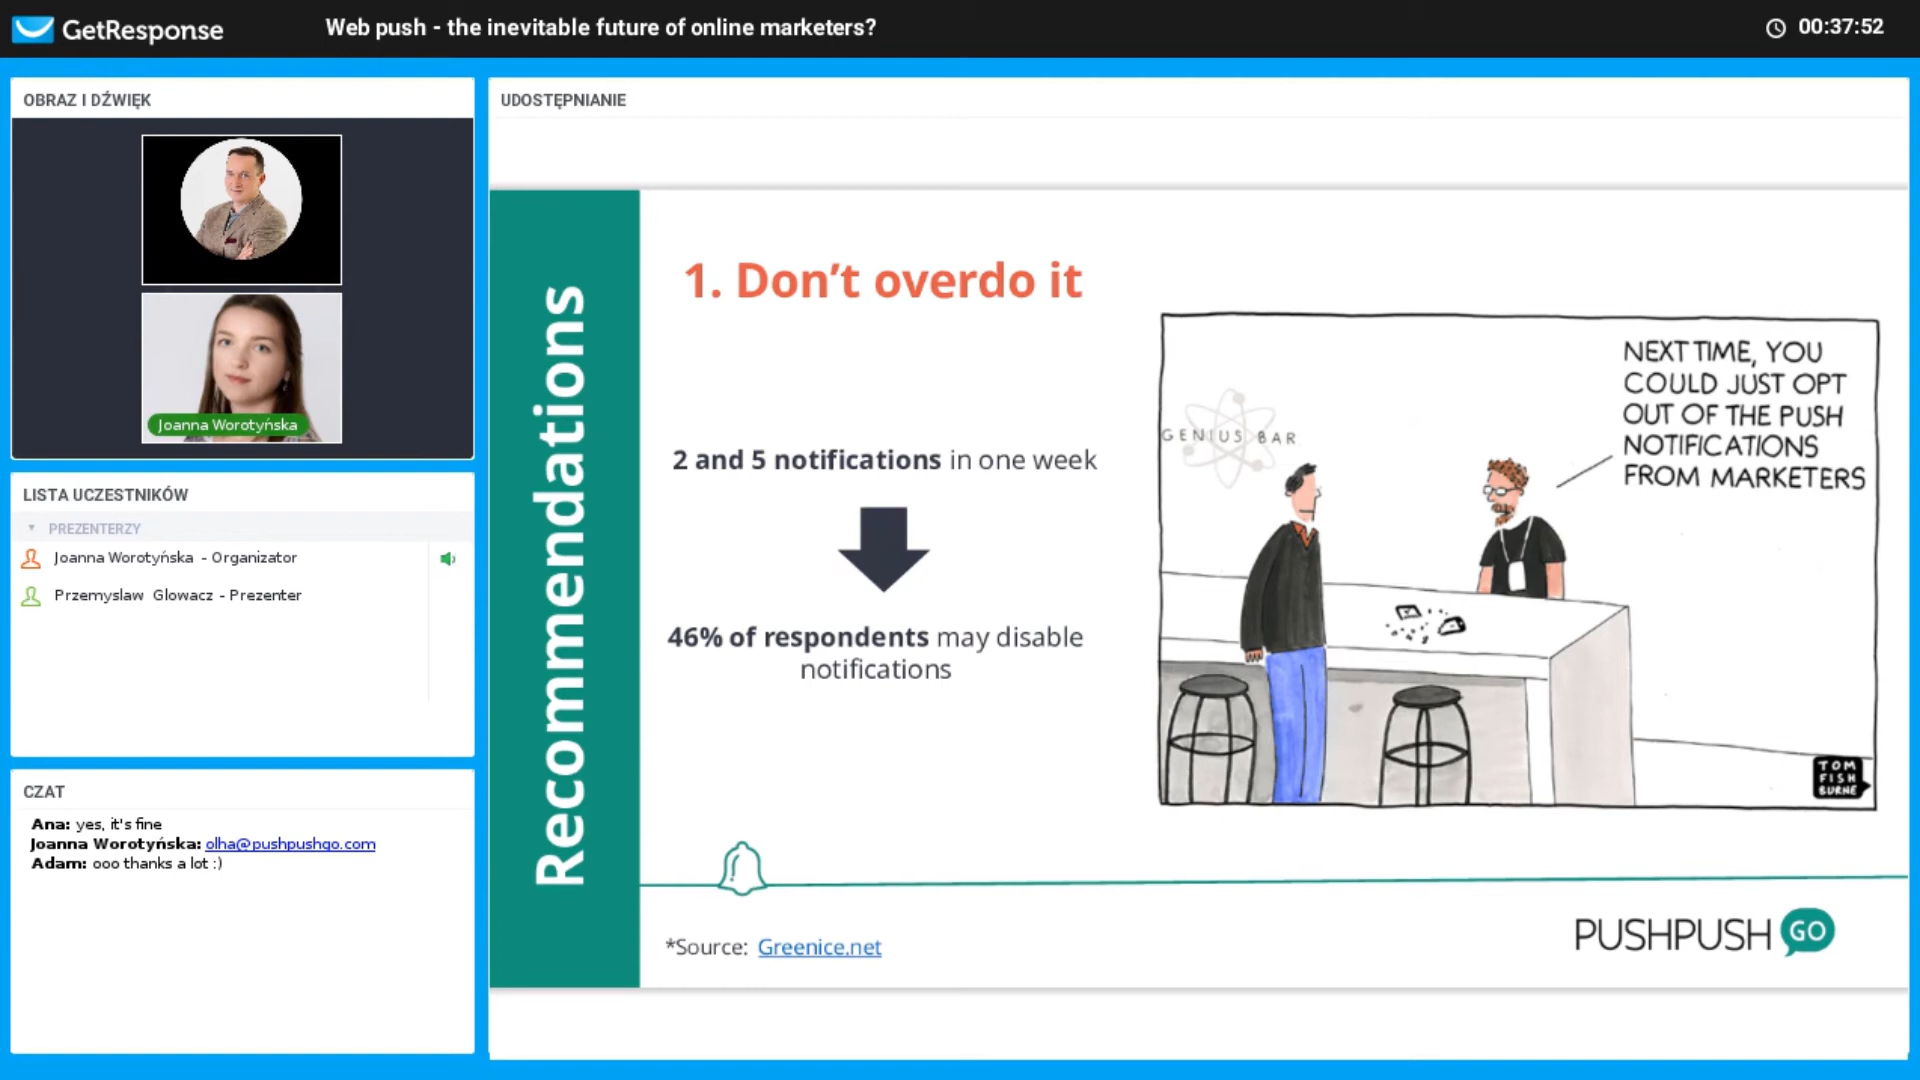 GetResponse
Web push - the inevitable future of online marketers?
00:37:52
OBRAZ I DŹWIĘK
Joanna Worotyńska
LISTA UCZESTNIKÓW
PREZENTERZY
Joanna Worotyńska - Organizator
Przemyslaw Glowacz - Prezenter
CZAT
Ana: yes, it's fine
Joanna Worotyńska: olha@pushpushgo.com
Adam: ooo thanks a lot :)
UDOSTĘPNIANIE
Recommendations
1. Don't overdo it
2 and 5 notifications in one week
46% of respondents may disable
notifications
GENIUS BAR
NEXT TIME, YOU
COULD JUST OPT
OUT OF THE PUSH
NOTIFICATIONS
FROM MARKETERS
TOM
FISH
BURNE
*Source: Greenice.net
PUSHPUSH GO